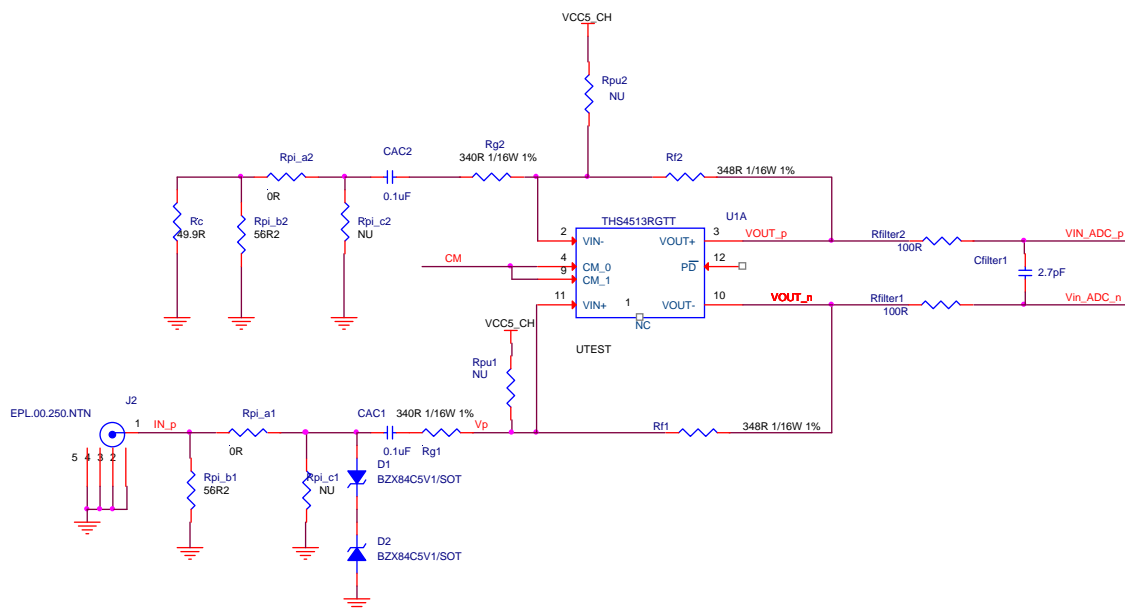 VCC5_CH
Rpu2
NU
Rpi_a2
0R
CAC2
0.1uF
Rg2
340R 1/16W 1%
Rf2
348R 1/16W 1%
Rc
49.9R
Rpi_b2
56R2
Rpi_c2
NU
THS4513RGTT
U1A
2
VIN-
VOUT+
3
VOUT_p
CM
4
CM_0
9
CM_1
PD
12
11
VIN+
VOUT-
10
VOUT_n
1
NC
UTEST
Rfilter2
100R
VIN_ADC_p
Cfilter1
2.7pF
Rfilter1
100R
Vin_ADC_n
VCC5_CH
Rpu1
NU
J2
EPL.00.250.NTN
1
IN_p
5
4
3
2
Rpi_a1
0R
CAC1
0.1uF
340R 1/16W 1%
Rg1
Vp
Rf1
348R 1/16W 1%
Rpi_b1
56R2
Rpi_c1
NU
D1
BZX84C5V1/SOT
D2
BZX84C5V1/SOT